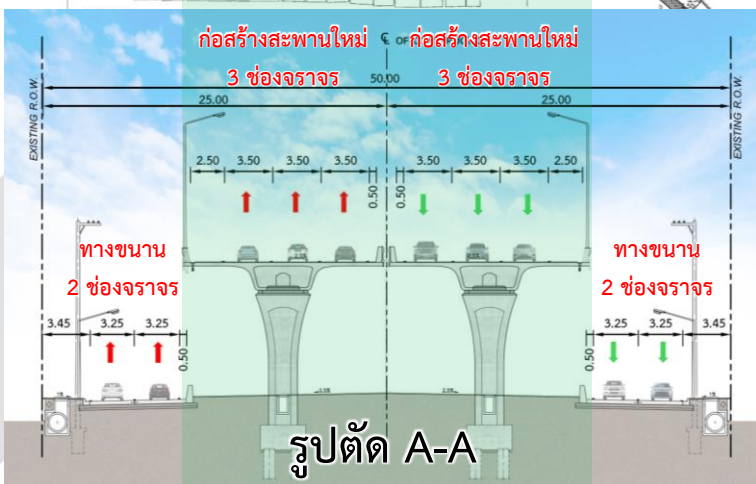 ก่อสร้างสะพานใหม่ ก่อสร้างสะพานใหม่
3 ช่องจราจร 3 ช่องจราจร
℄ OF
50.00
25.00 25.00
EXISTING R.O.W. EXISTING R.O.W.
2.50 3.50 3.50 3.50 0.50 0.50 3.50 3.50 3.50 2.50
ทางขนาน ทางขนาน
2 ช่องจราจร 2 ช่องจราจร
3.45 3.25 3.25 0.50 0.50 3.25 3.25 3.45
รูปตัด A-A